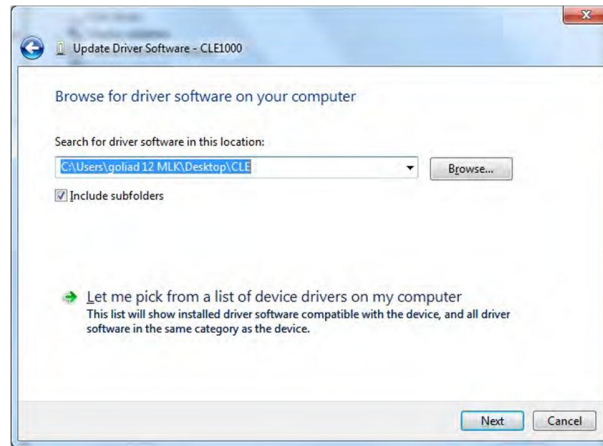 Update Driver Software - CLE1000
Browse for driver software on your computer
Search for driver software in this location:
C:\Users\goliad 12 MLK\Desktop\CLE
Browse...
Include subfolders
Let me pick from a list of device drivers on my computer
This list will show installed driver software compatible with the device, and all driver
software in the same category as the device.
Next
Cancel